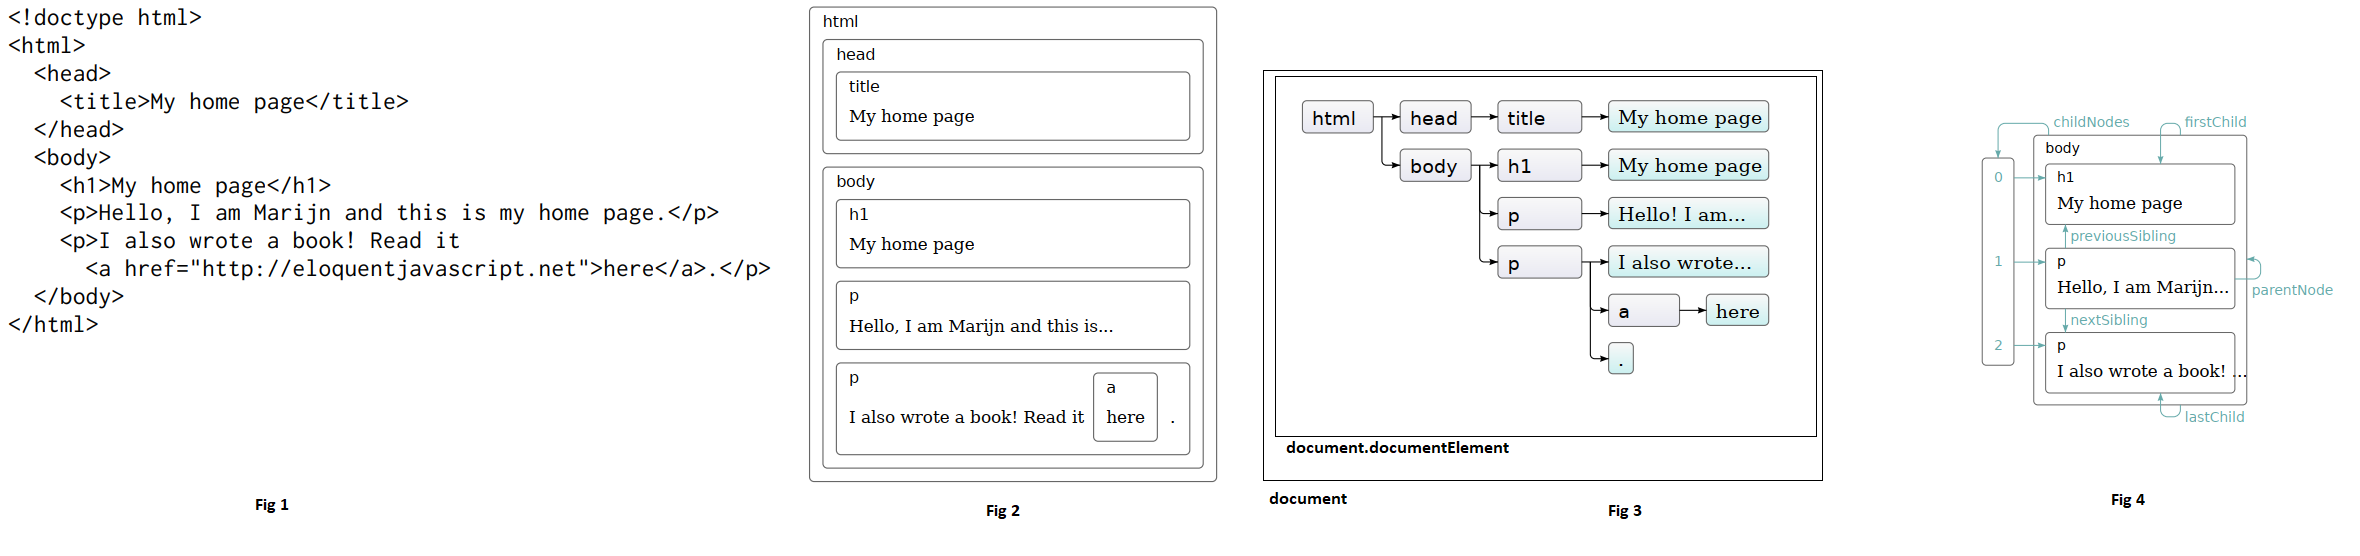 <!doctype html>
<html>
<head>
<title>My home page</title>
</head>
<body>
<h1>My home page</h1>
<p>Hello, I am Marijn and this is my home page.</p>
<p>I also wrote a book! Read it
<a href="http://eloquentjavascript.net">here</a>.</p>
</body>
</html>
Fig 1
html
head
title
My home page
body
h1
My home page
p
Hello, I am Marijn and this is...
p
a
I also wrote a book! Read it here .
Fig 2
html head title My home page
body h1 My home page
p Hello! I am...
p I also wrote...
a here
.
document.documentElement
document
Fig 3
childNodes firstChild
body
0 h1
My home page
previousSibling
1 p
Hello, I am Marijn...
parentNode
nextSibling
2 p
I also wrote a book! ...
lastChild
Fig 4